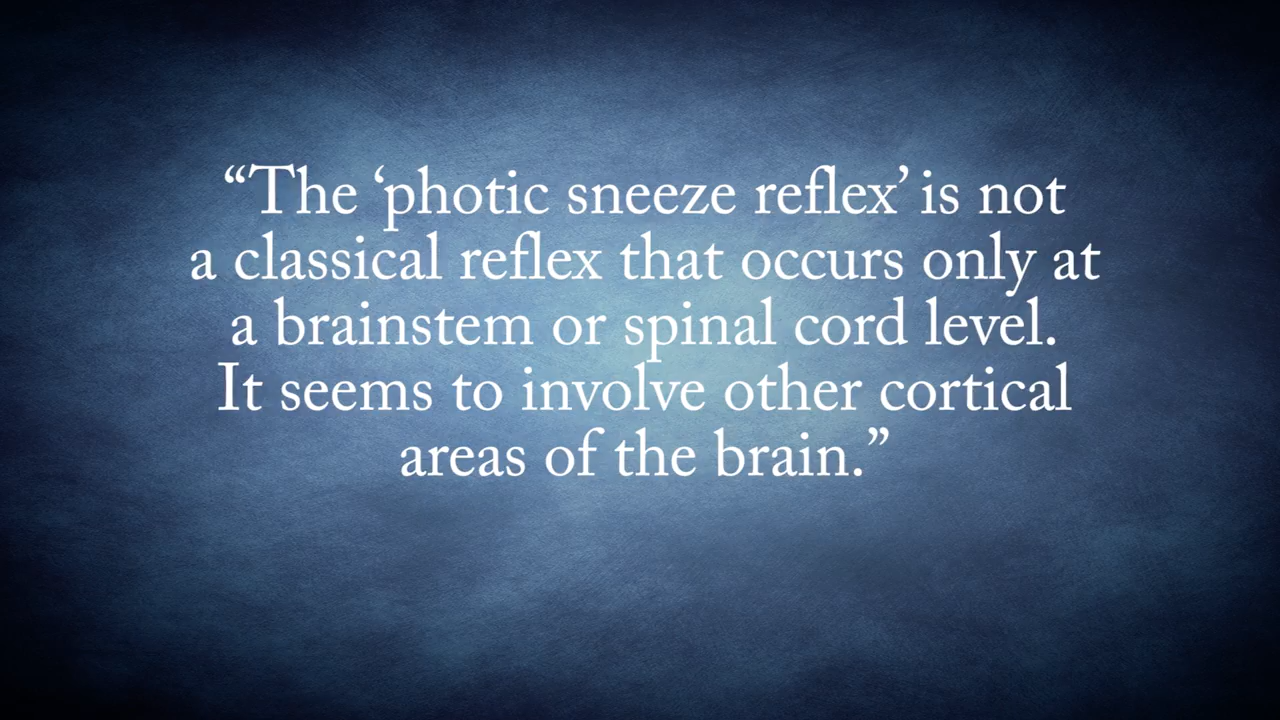 “The ‘photic sneeze reflex’ is not
a classical reflex that occurs only at
a brainstem or spinal cord level.
It seems to involve other cortical
areas of the brain.”